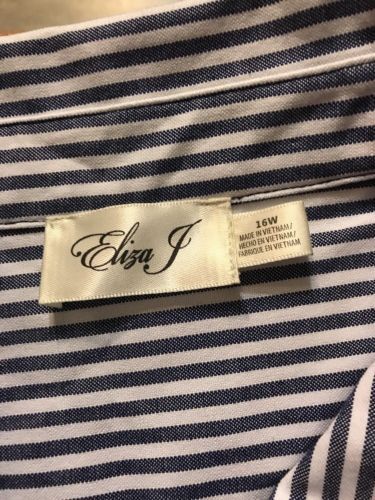 Eliza J
16W
MADE IN VIETNAM/
HECHO EN VIETNAM/
FABRIQUE EN VIETNAM